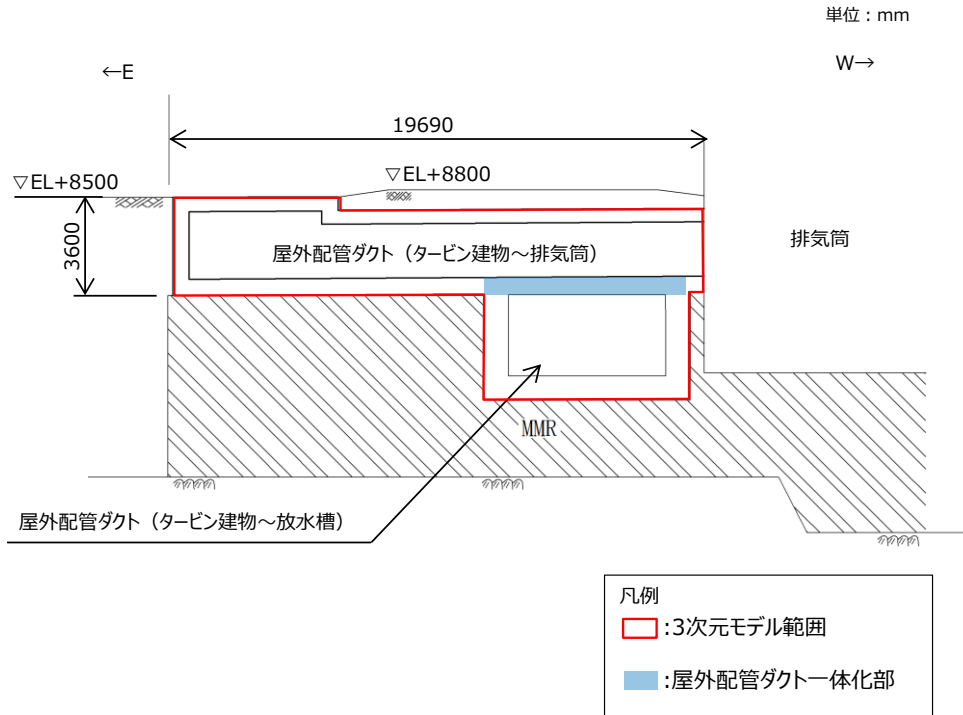 単位：mm
←E
W→
19690
▽EL+8500
▽EL+8800
3600
屋外配管ダクト（タービン建物～排気筒）
排気筒
MMR
屋外配管ダクト（タービン建物～放水槽）
凡例
:3次元モデル範囲
:屋外配管ダクト一体化部